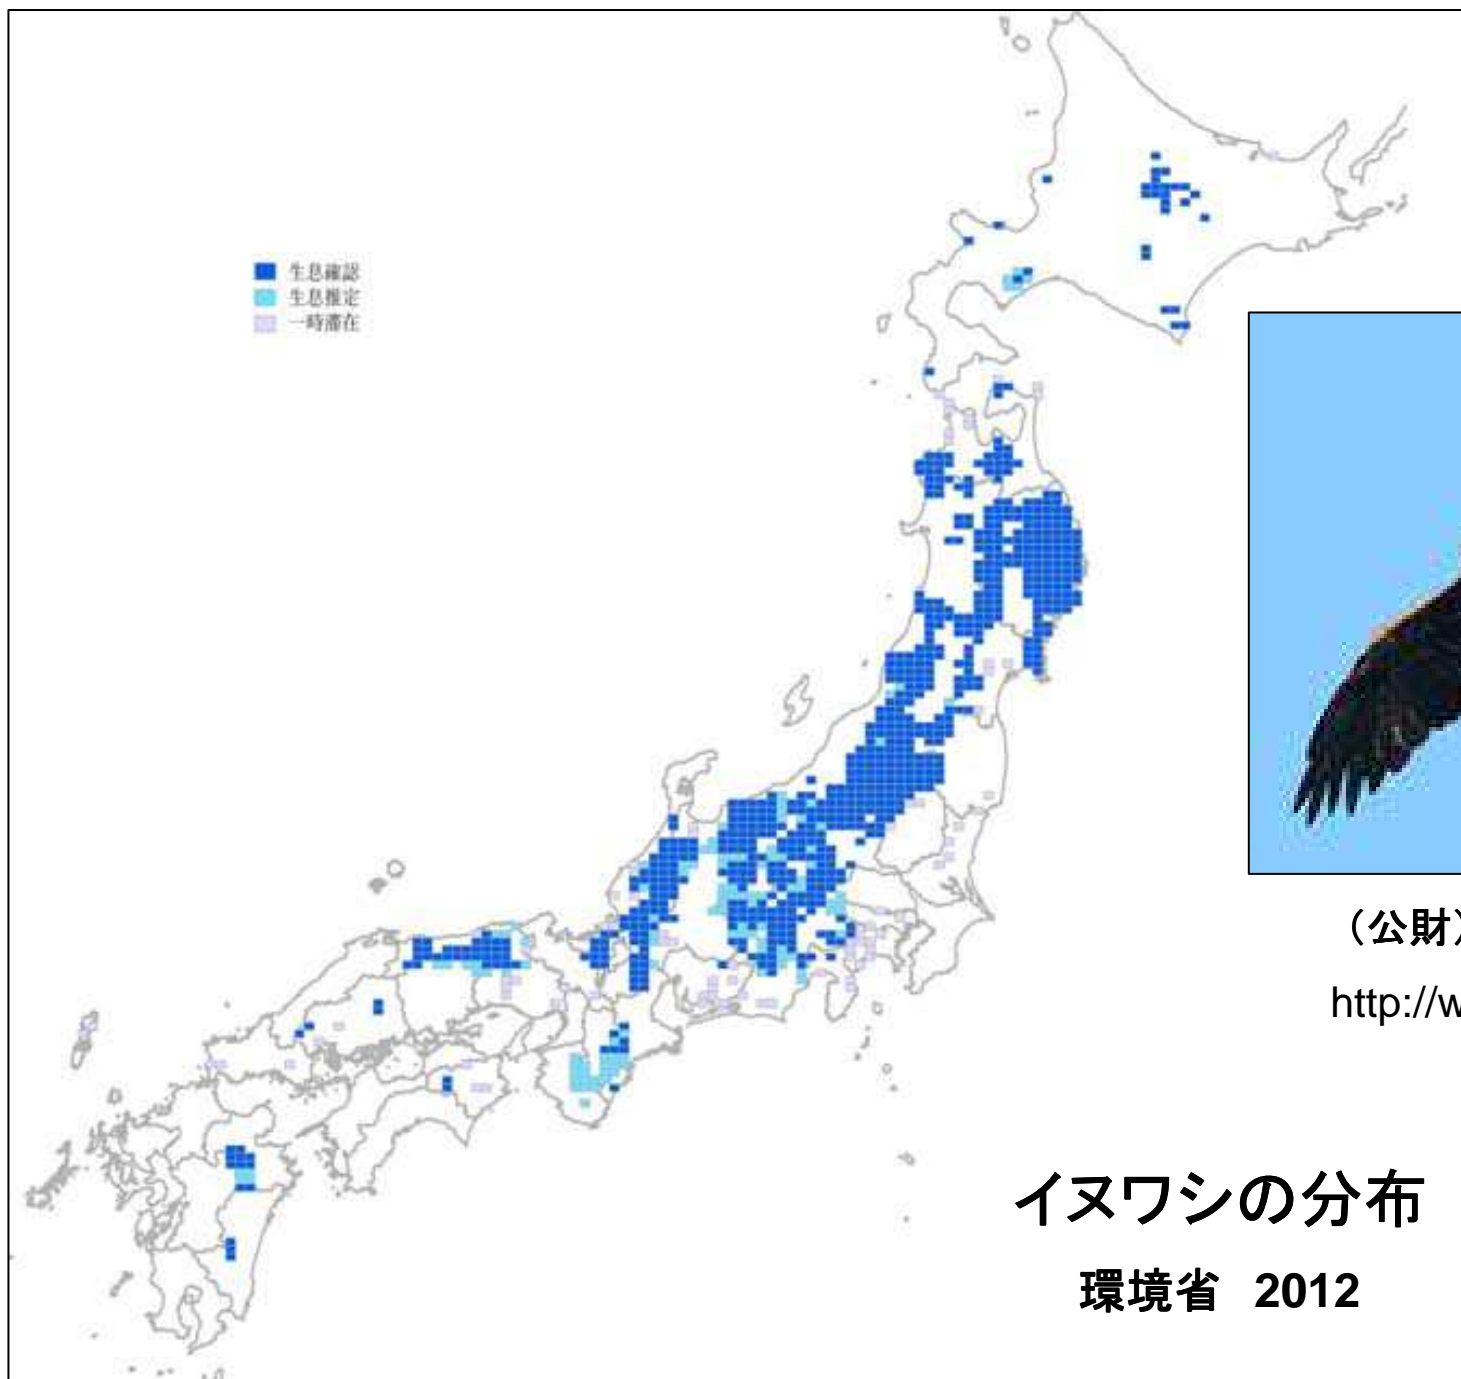 生息確認
生息推定
一時滞在
（公財）
http://w
イヌワシの分布
環境省 2012